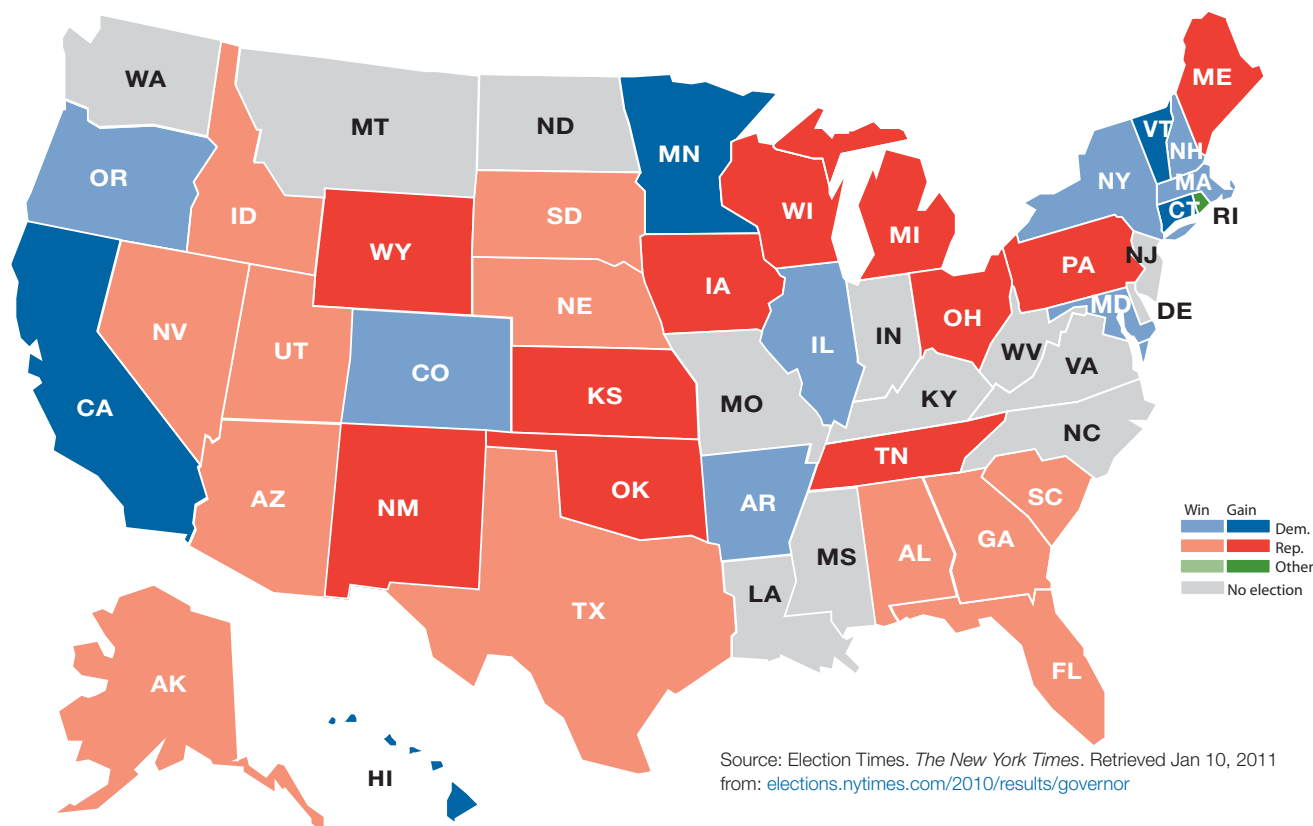 WA
MT
ND
MN
ME
VT
NH
OR
ID
SD
WI
MI
NY
MA
CT
RI
WY
IA
PA
NJ
NE
OH
MD
DE
NV
UT
CO
IL
IN
WV
VA
CA
KS
MO
KY
NC
AZ
NM
OK
AR
TN
SC
MS
AL
GA
LA
TX
AK
FL
HI
Win Gain
Dem.
Rep.
Other
No election
Source: Election Times. The New York Times. Retrieved Jan 10, 2011
from: elections.nytimes.com/2010/results/governor